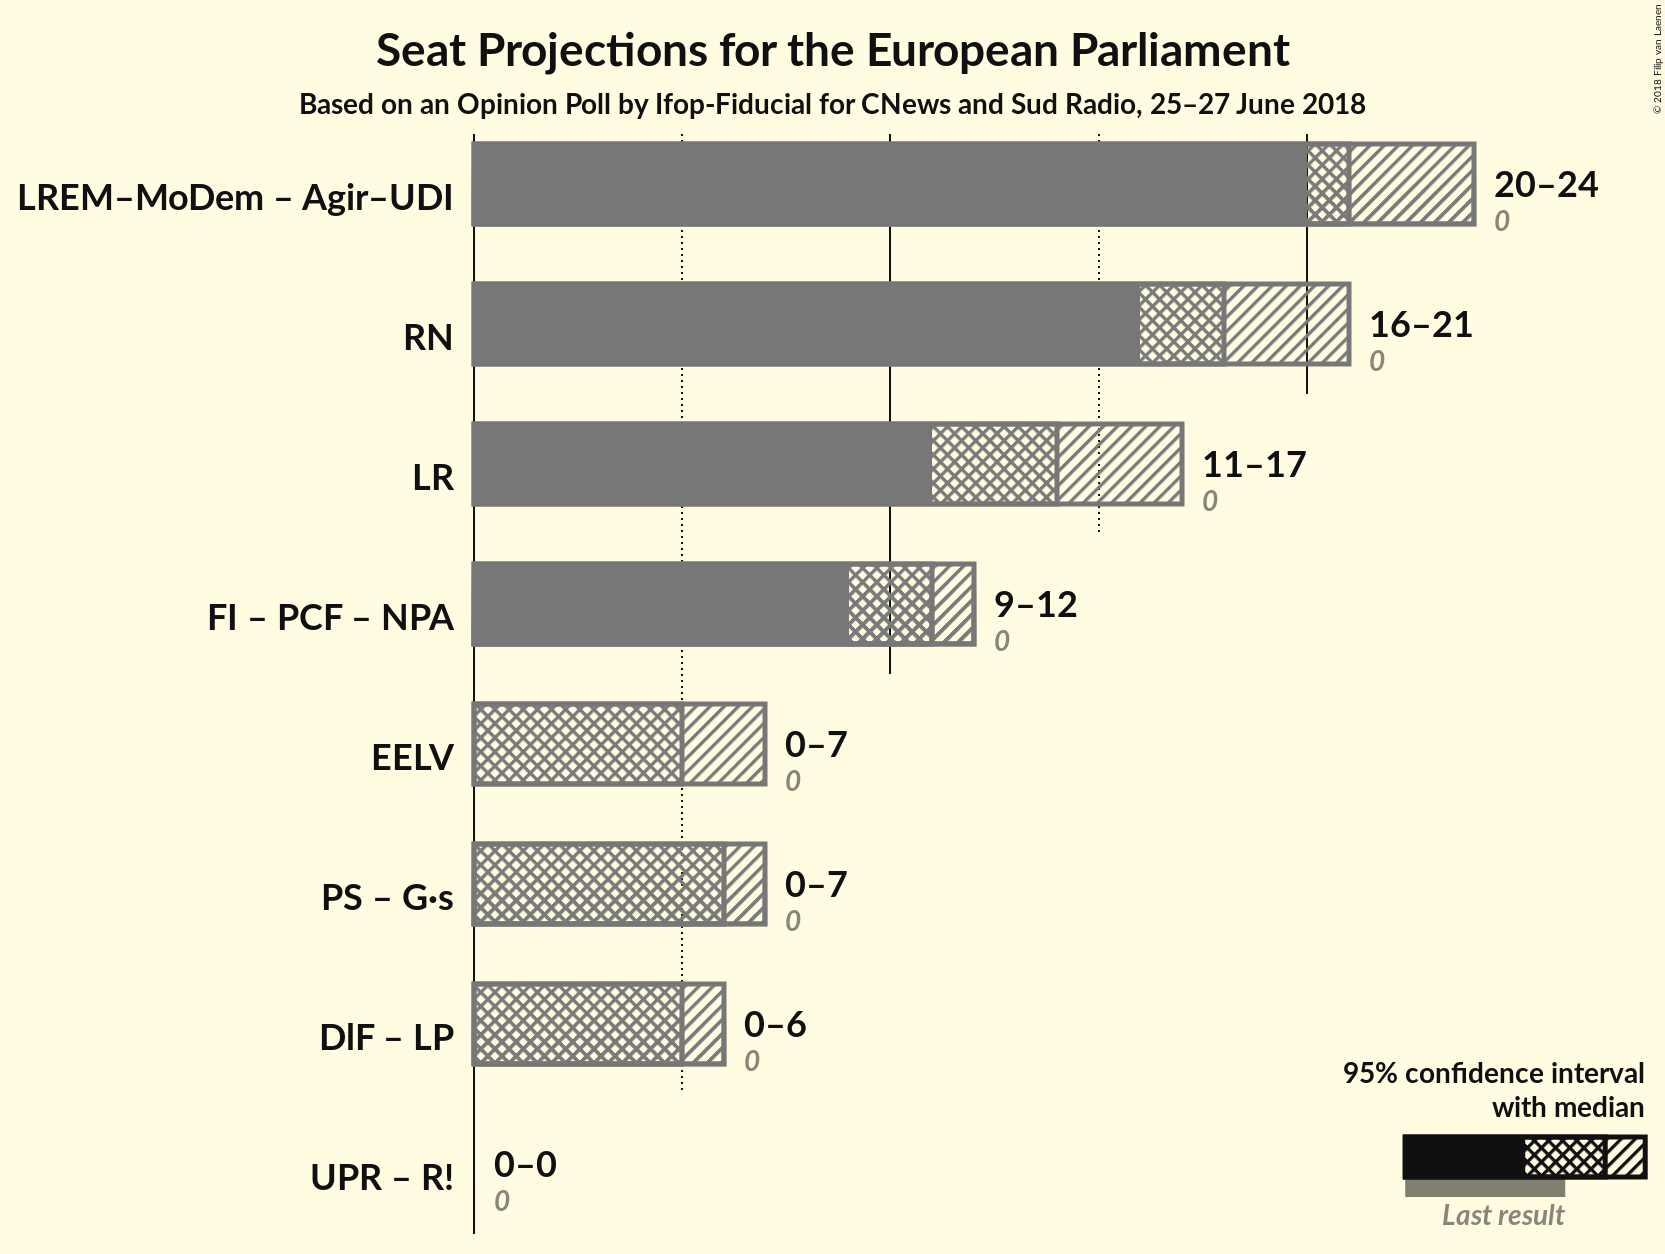 Seat Projections for the European Parliament
Based on an Opinion Poll by Ifop-Fiducial for CNews and Sud Radio, 25–27 June 2018
© 2018 Filip van Laenen
LREM–MoDem – Agir–UDI
20–24
0
RN
16–21
0
LR
11–17
0
FI – PCF – NPA
9–12
0
EELV
0–7
0
PS – G·s
0–7
0
DlF – LP
0–6
0
UPR – R!
0–0
0
95% confidence interval
with median
Last result